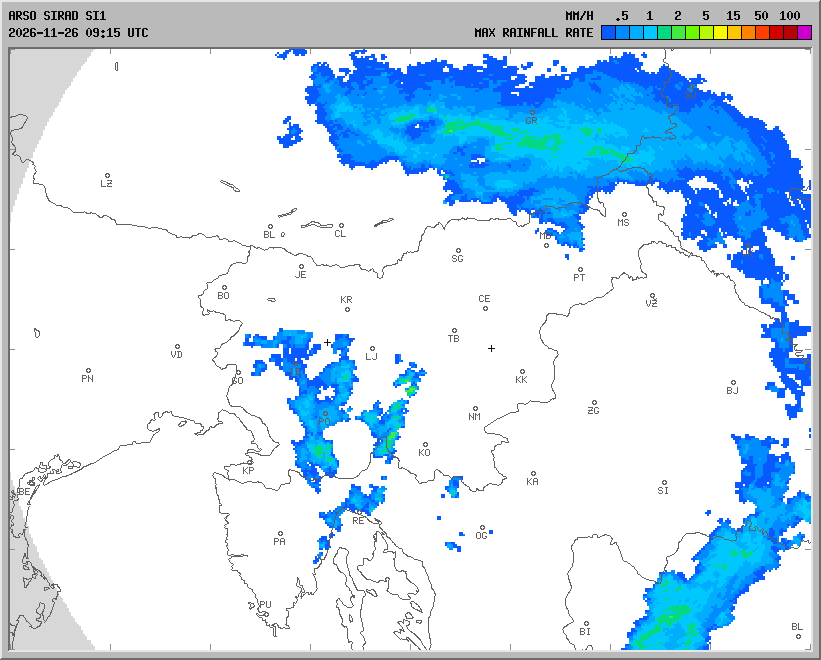 ARSO SIRAD SI1
MM/H .5 1 2 5 15 50 100
2026-11-26 09:15 UTC
MAX RAINFALL RATE
GR
LZ
MS
BL
CL
MB
SG
JE
PT
BO
KR
CE
VZ
TB
VD
LJ
GO
PN
KK
BJ
ZG
NM
PO
KO
KP
KA
SI
BE
RE
OG
PA
PU
BI
BL